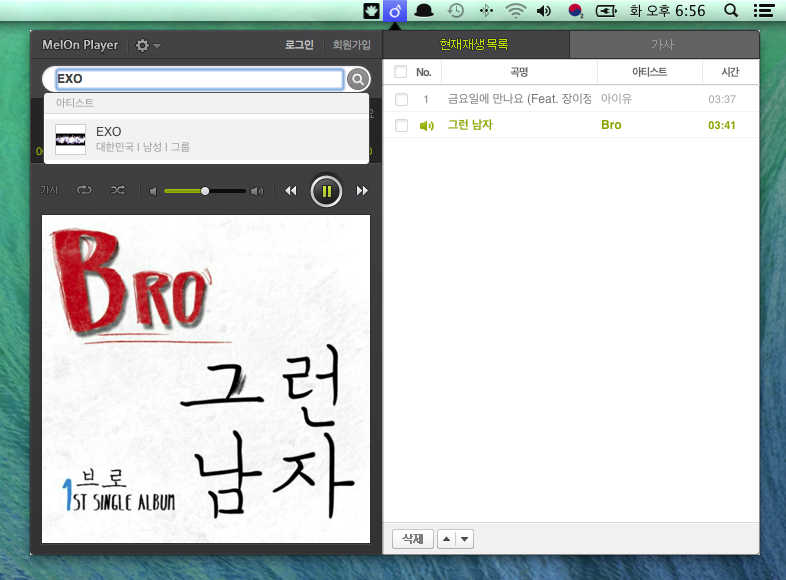 화 오후 6:56
MelOn Player
로그인
회원가입
EXO
아티스트
EXO
대한민국 | 남성 | 그룹
가사
BRO
그런
남자
브로
1ST SINGLE ALBUM
현재재생목록
가사
No. 곡명 아티스트 시간
1 금요일에 만나요 (Feat. 장이정 아이유 03:37
그런 남자 Bro 03:41
삭제